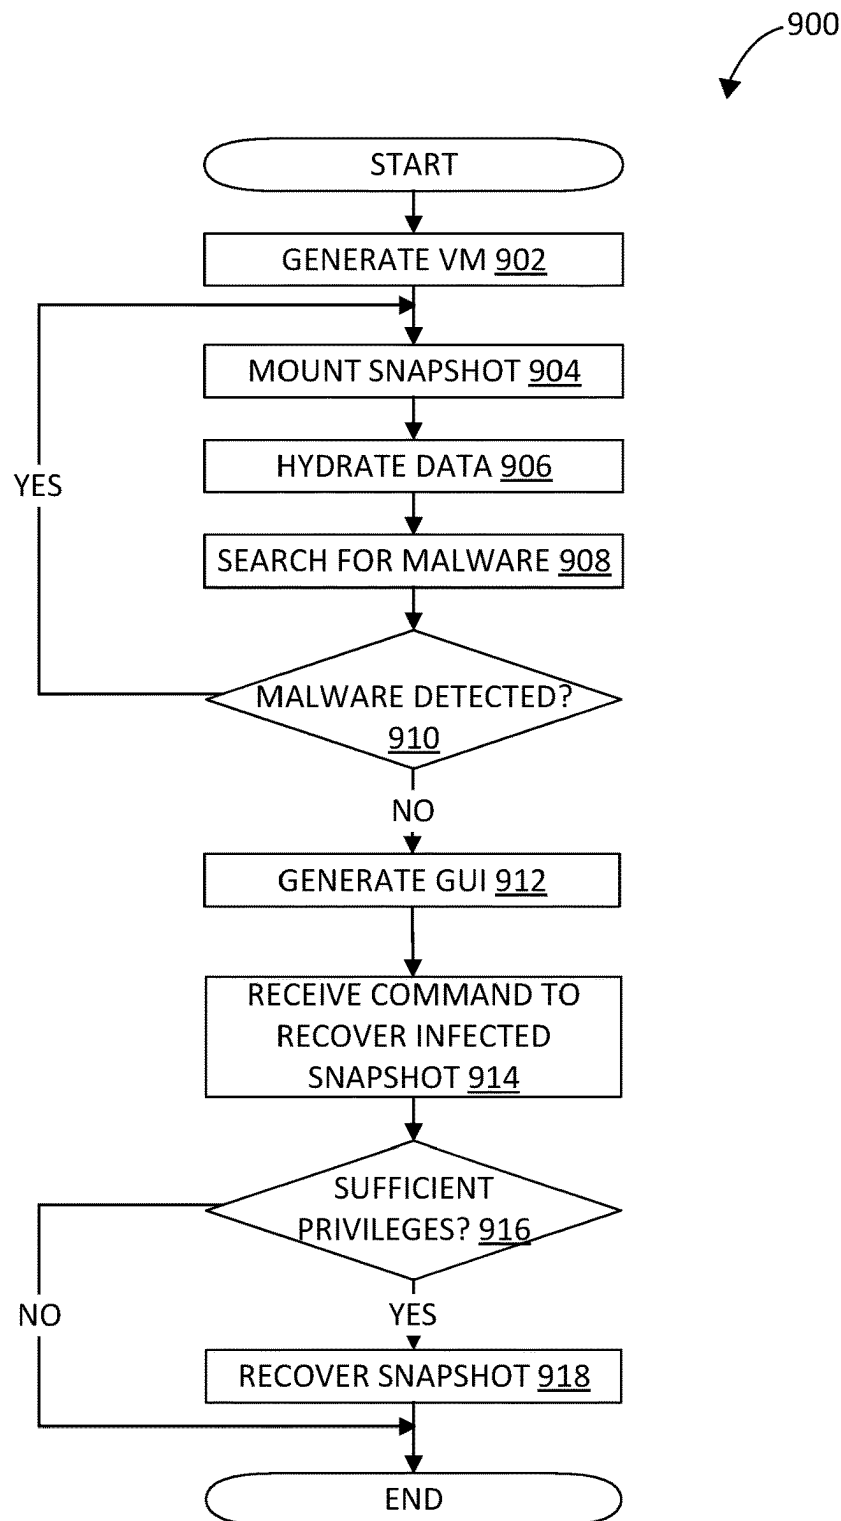 900
START
GENERATE VM 902
MOUNT SNAPSHOT 904
HYDRATE DATA 906
YES
SEARCH FOR MALWARE 908
MALWARE DETECTED?
910
NO
GENERATE GUI 912
RECEIVE COMMAND TO
RECOVER INFECTED
SNAPSHOT 914
SUFFICIENT
PRIVILEGES? 916
NO
YES
RECOVER SNAPSHOT 918
END